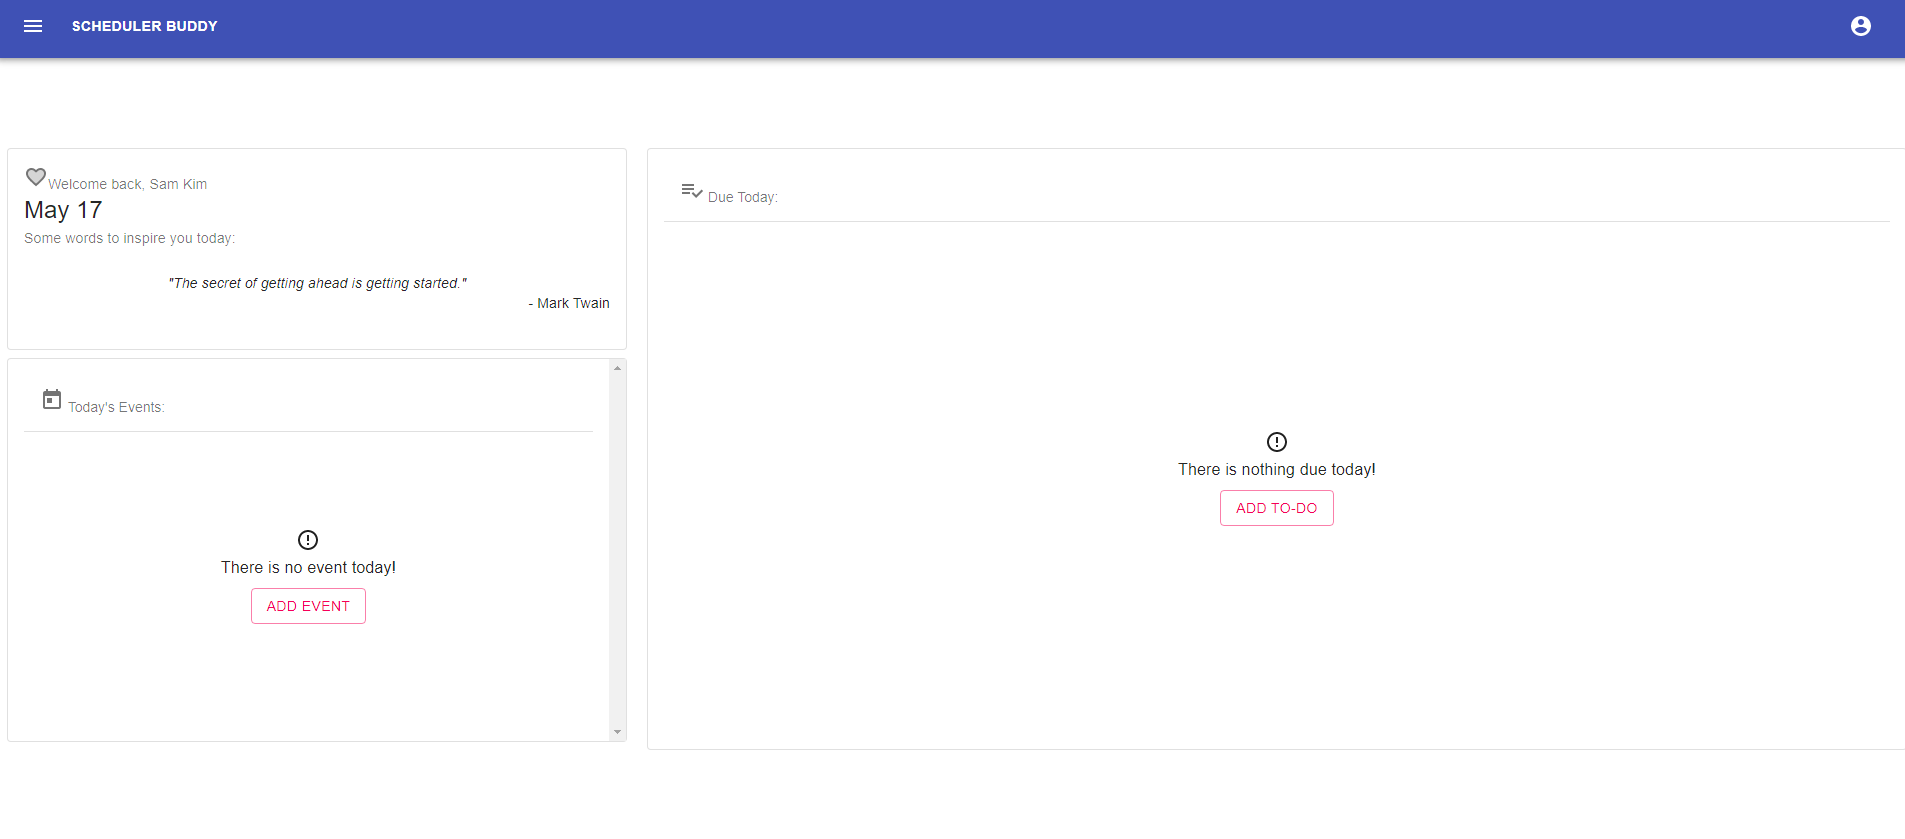 SCHEDULER BUDDY
Welcome back, Sam Kim
May 17
Some words to inspire you today:
"The secret of getting ahead is getting started."
- Mark Twain
Today's Events:
There is no event today!
ADD EVENT
Due Today:
There is nothing due today!
ADD TO-DO